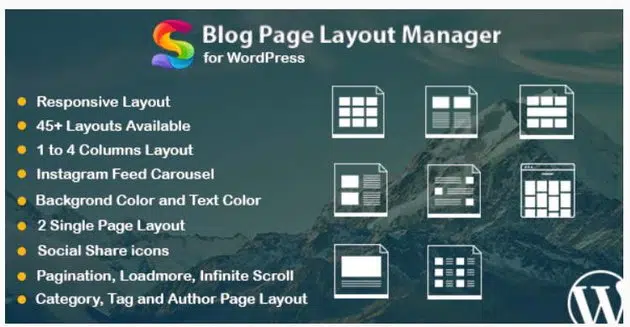 Blog Page Layout Manager
for WordPress
Responsive Layout
45+ Layouts Available
1 to 4 Columns Layout
Instagram Feed Carousel
Backgrond Color and Text Color
2 Single Page Layout
Social Share icons
Pagination, Loadmore, Infinite Scroll
Category, Tag and Author Page Layout